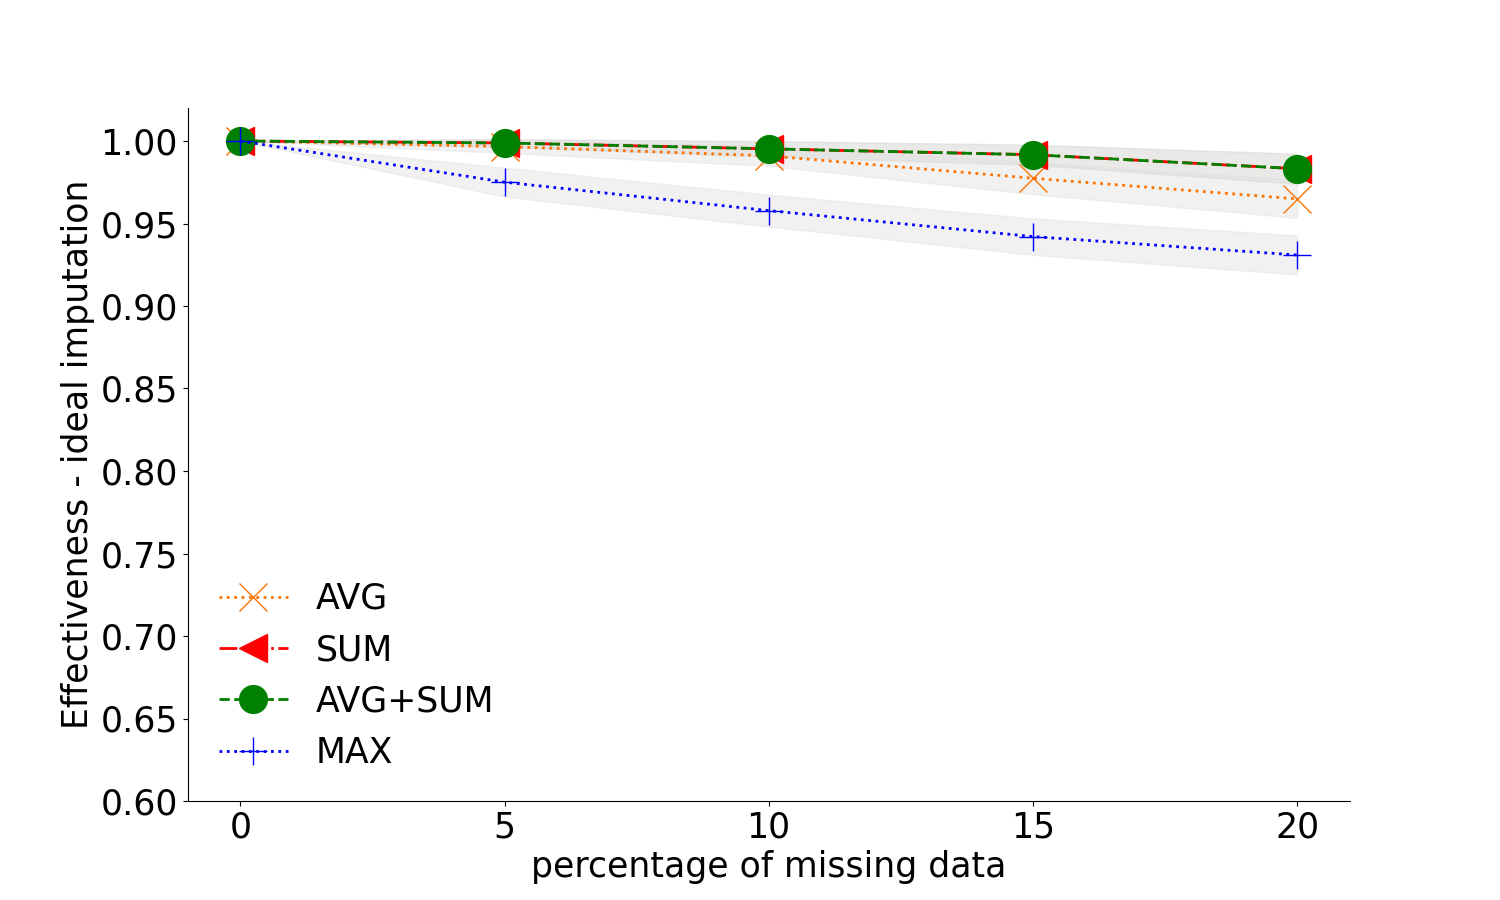 Effectiveness - ideal imputation
1.00
0.95
0.90
0.85
0.80
0.75
0.70
0.65
0.60
AVG
SUM
AVG+SUM
MAX
0 5 10 15 20
percentage of missing data